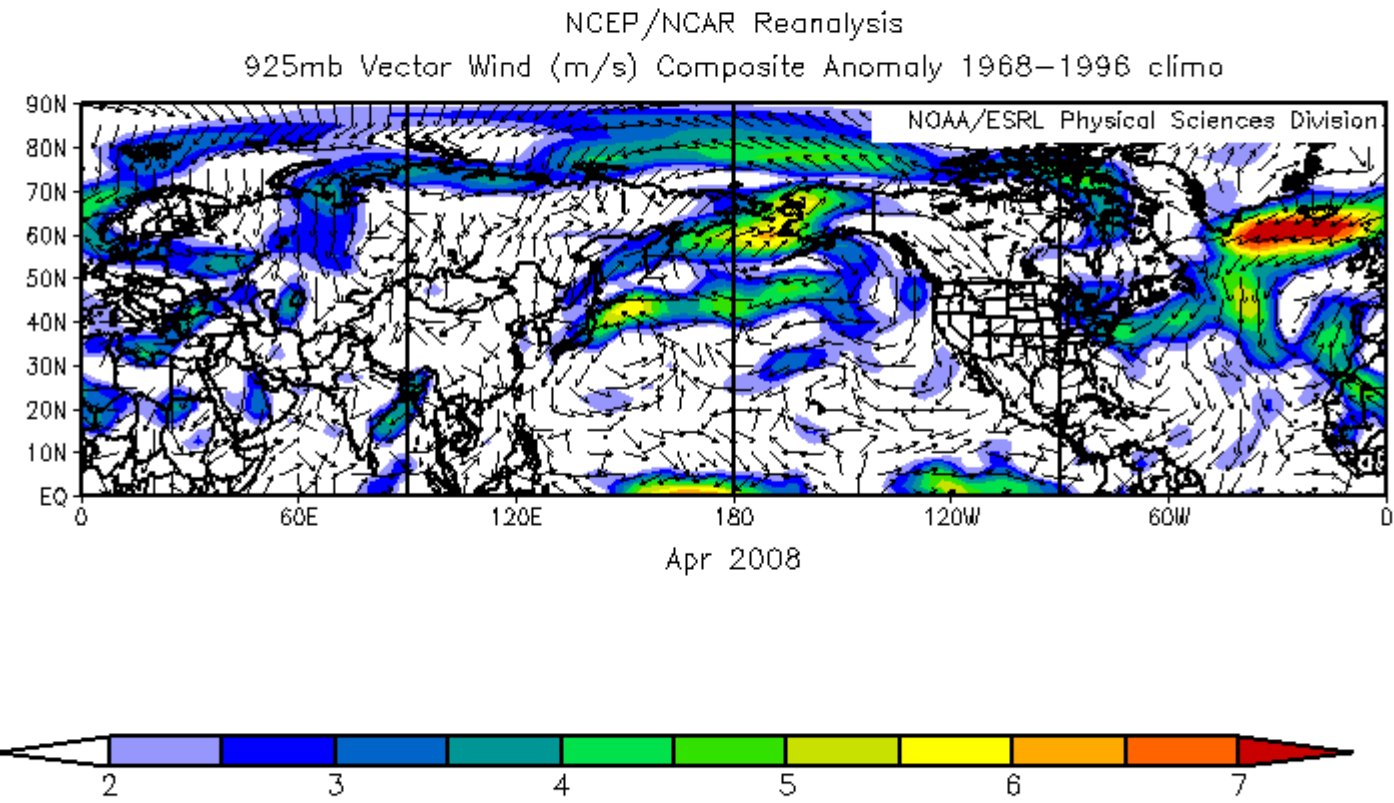 NCEP/NCAR Reanalysis
925mb Vector Wind (m/s) Composite Anomaly 1968-1996 climo
NOAA/ESRL Physical Sciences Division
90N
80N
70N
60N
50N
40N
30N
20N
10N
EQ
0 60E 120E 180 120W 60W 0
Apr 2008
2 3 4 5 6 7